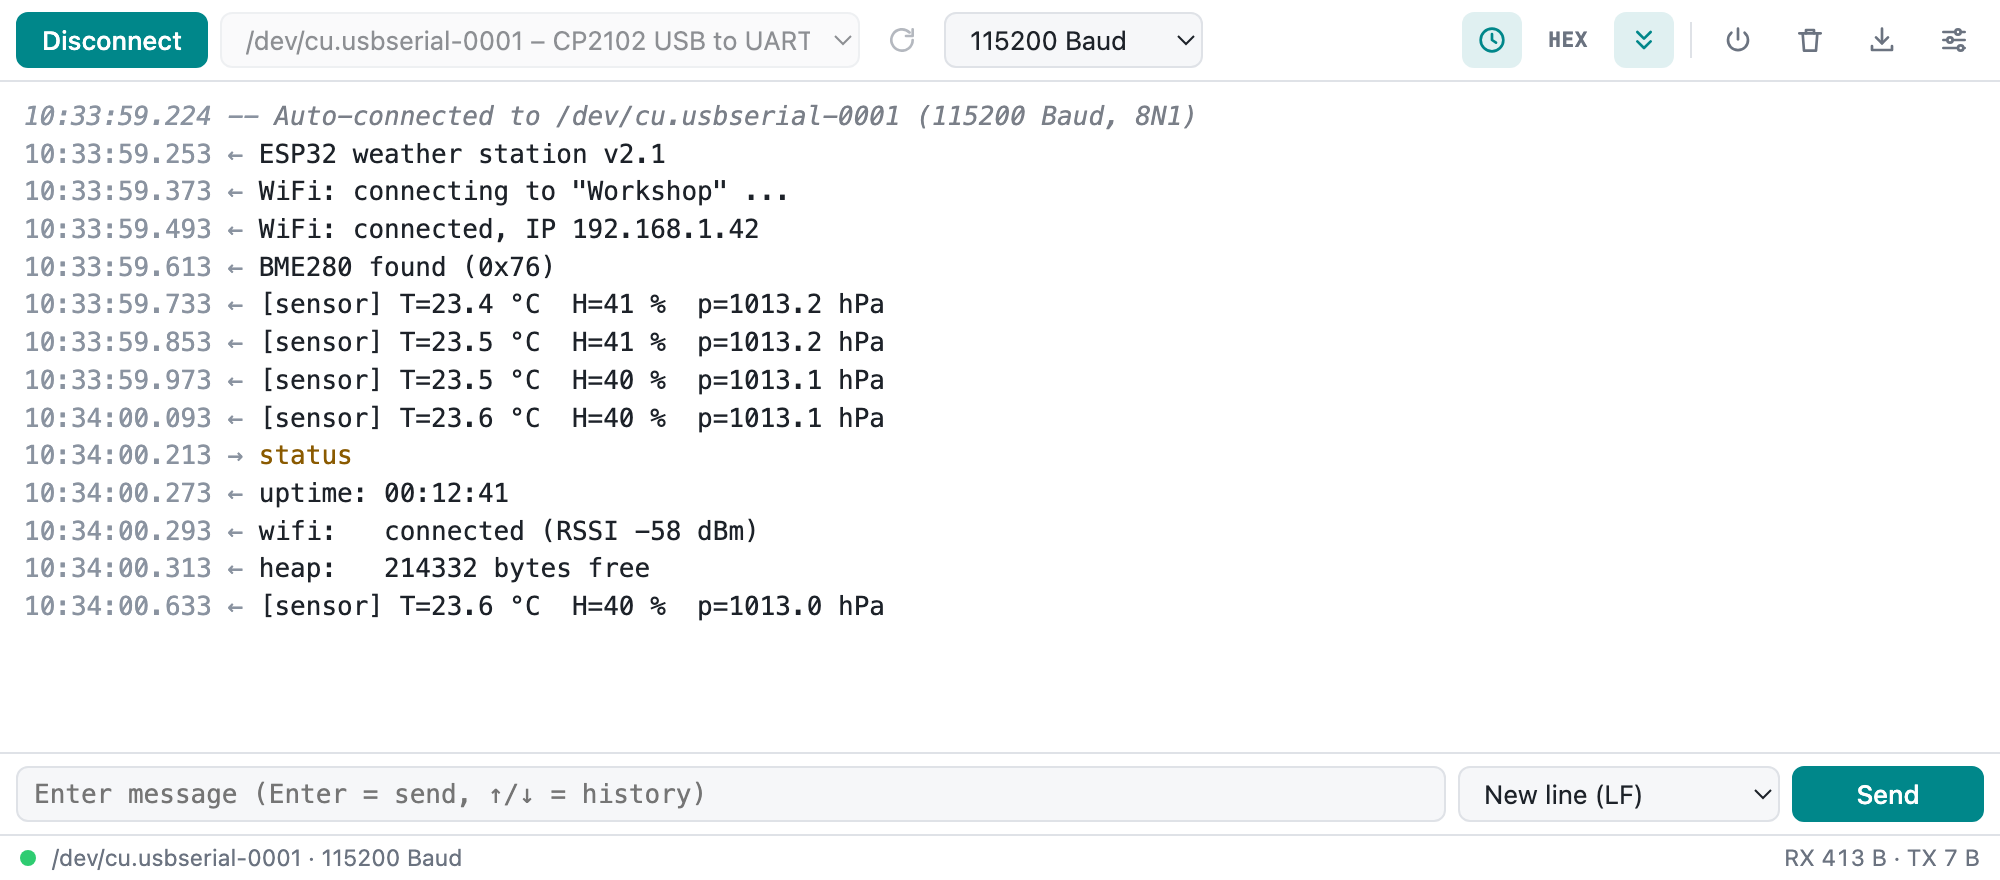 Disconnect /dev/cu.usbserial-0001 – CP2102 USB to UART 115200 Baud HEX
10:33:59.224 -- Auto-connected to /dev/cu.usbserial-0001 (115200 Baud, 8N1)
10:33:59.253 ← ESP32 weather station v2.1
10:33:59.373 ← WiFi: connecting to "Workshop" ...
10:33:59.493 ← WiFi: connected, IP 192.168.1.42
10:33:59.613 ← BME280 found (0x76)
10:33:59.733 ← [sensor] T=23.4 °C  H=41 %  p=1013.2 hPa
10:33:59.853 ← [sensor] T=23.5 °C  H=41 %  p=1013.2 hPa
10:33:59.973 ← [sensor] T=23.5 °C  H=40 %  p=1013.1 hPa
10:34:00.093 ← [sensor] T=23.6 °C  H=40 %  p=1013.1 hPa
10:34:00.213 → status
10:34:00.273 ← uptime: 00:12:41
10:34:00.293 ← wifi:   connected (RSSI -58 dBm)
10:34:00.313 ← heap:   214332 bytes free
10:34:00.633 ← [sensor] T=23.6 °C  H=40 %  p=1013.0 hPa
Enter message (Enter = send, ↑/↓ = history) New line (LF) Send
/dev/cu.usbserial-0001 · 115200 Baud RX 413 B · TX 7 B